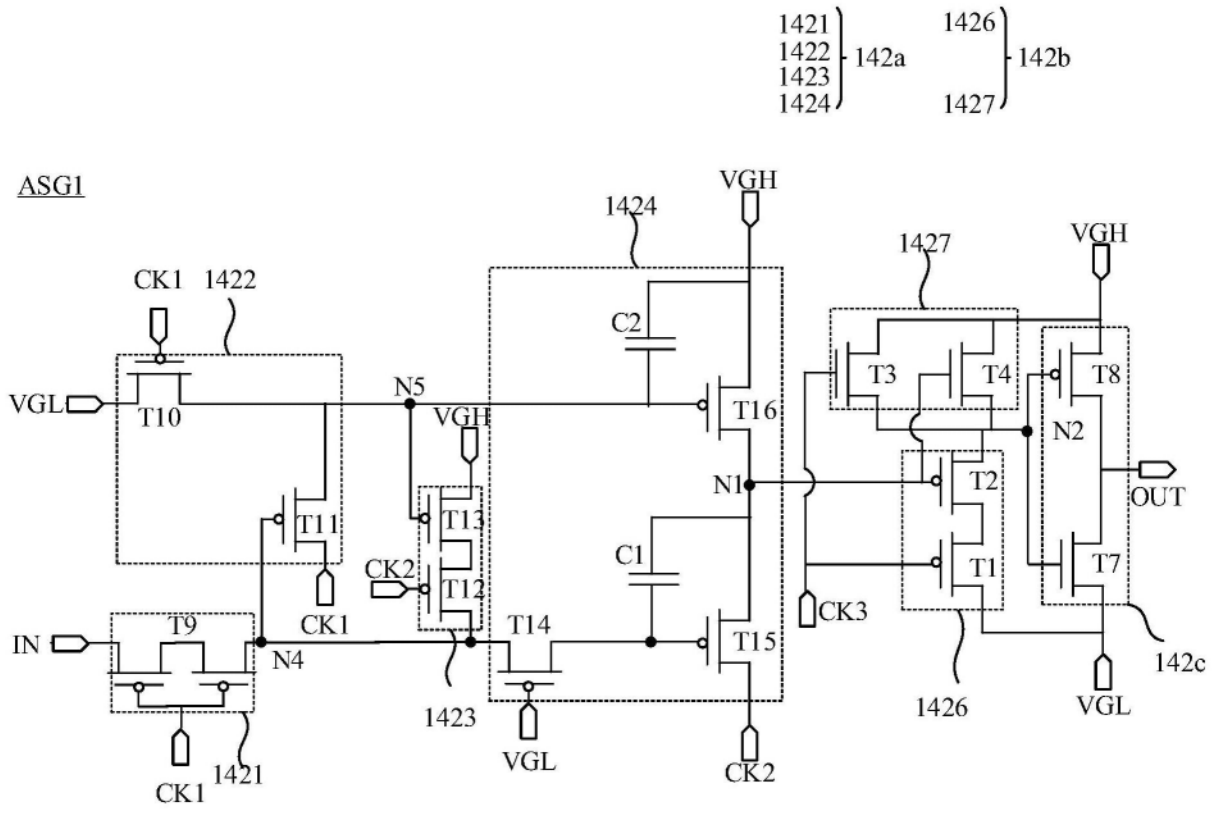 1421
1422
1423
1424
142a
1426
1427
142b
ASG1
VGH
1424
1427
VGH
CK1
1422
C2
T3
T4
T8
VGL
T10
N5
VGH
T16
N2
N1
T2
OUT
T11
T13
C1
CK2
T12
T1
T7
IN
T9
N4
CK1
T14
T15
CK3
142c
1423
1426
VGL
CK1
1421
VGL
CK2